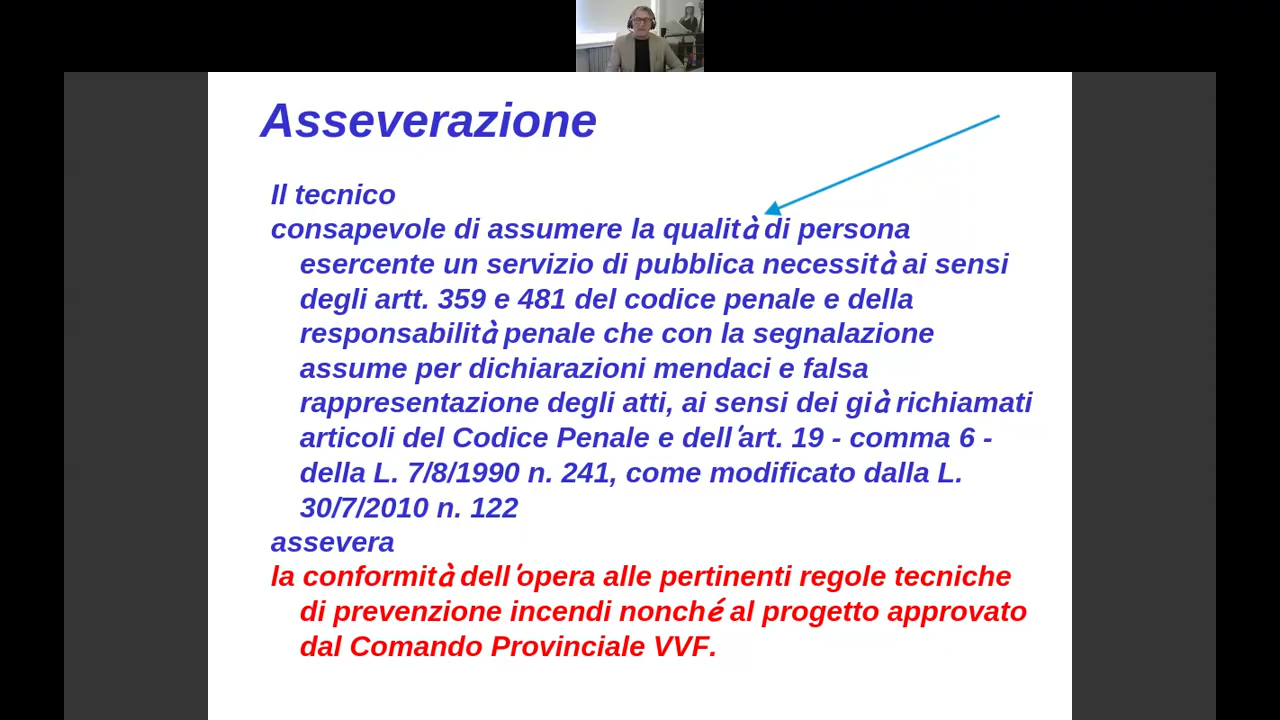 Asseverazione
Il tecnico
consapevole di assumere la qualità di persona
esercente un servizio di pubblica necessità ai sensi
degli artt. 359 e 481 del codice penale e della
responsabilità penale che con la segnalazione
assume per dichiarazioni mendaci e falsa
rappresentazione degli atti, ai sensi dei già richiamati
articoli del Codice Penale e dell'art. 19 - comma 6 -
della L. 7/8/1990 n. 241, come modificato dalla L.
30/7/2010 n. 122
assevera
la conformità dell'opera alle pertinenti regole tecniche
di prevenzione incendi nonché al progetto approvato
dal Comando Provinciale VVF.